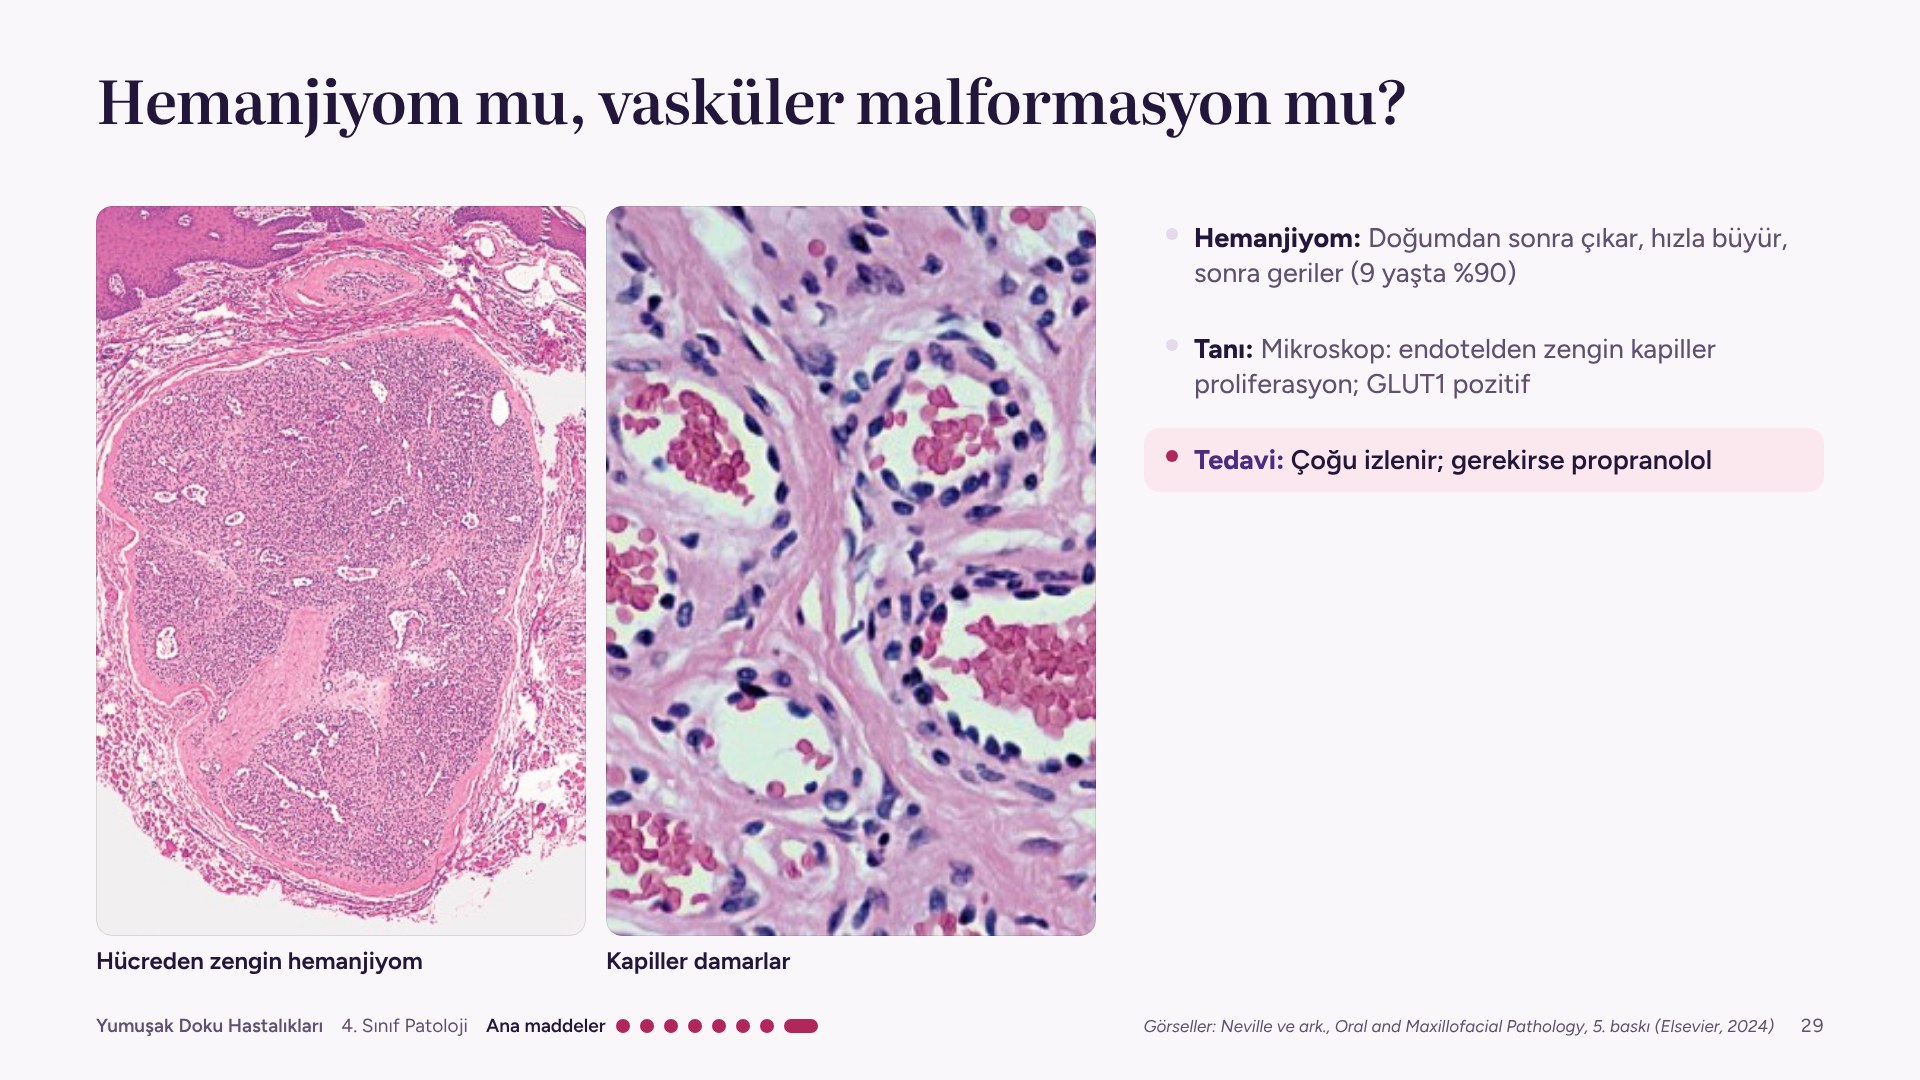 Hemanjiyom mu, vasküler malformasyon mu?
Hemanjiyom: Doğumdan sonra çıkar, hızla büyür,
sonra geriler (9 yaşta %90)
Tanı: Mikroskop: endotelden zengin kapiller
proliferasyon; GLUT1 pozitif
Tedavi: Çoğu izlenir; gerekirse propranolol
Hücreden zengin hemanjiyom
Kapiller damarlar
Yumuşak Doku Hastalıkları 4. Sınıf Patoloji Ana maddeler
Görseller: Neville ve ark., Oral and Maxillofacial Pathology, 5. baskı (Elsevier, 2024) 29